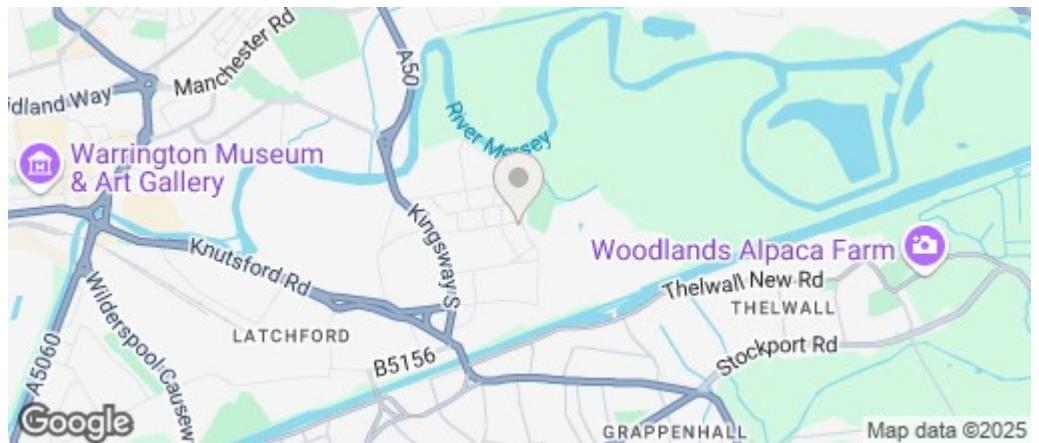 Manchester Rd
A50
idland Way
River Mersey
Warrington Museum
& Art Gallery
Kingsway S
Woodlands Alpaca Farm
Knutsford Rd
Thelwall New Rd
THELWALL
Wilderspool Causew
LATCHFORD
Stockport Rd
B5156
A5060
Google
GRAPPENHALL
Map data ©2025